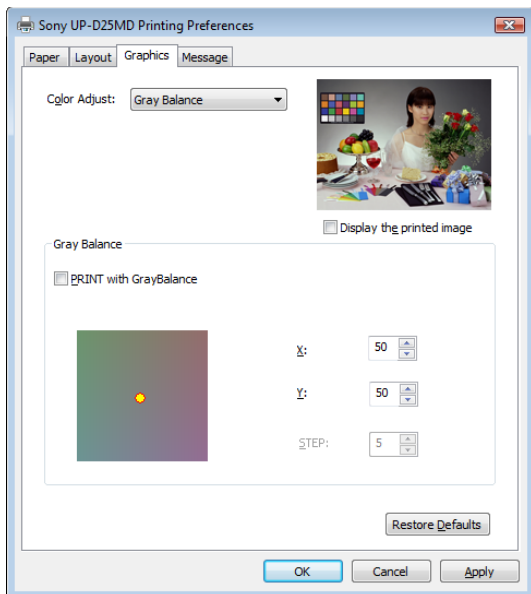 Sony UP-D25MD Printing Preferences
Paper Layout Graphics Message
Color Adjust: Gray Balance
Display the printed image
Gray Balance
PRINT with GrayBalance
X: 50
Y: 50
STEP: 5
Restore Defaults
OK Cancel Apply